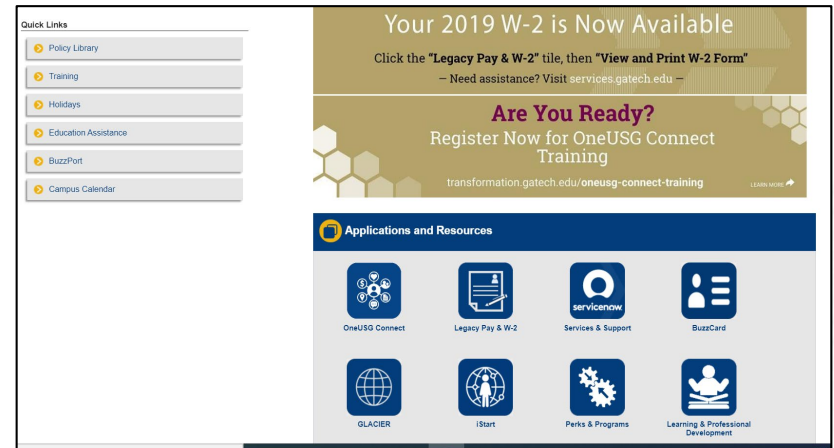 Quick Links
Policy Library
Training
Holidays
Education Assistance
BuzzPort
Campus Calendar
Your 2019 W-2 is Now Available
Click the “Legacy Pay & W-2” tile, then “View and Print W-2 Form”
— Need assistance? Visit services.gatech.edu —
Are You Ready?
Register Now for OneUSG Connect
Training
transformation.gatech.edu/oneusg-connect-training
LEARN MORE
Applications and Resources
servicenow
OneUSG Connect
Legacy Pay & W-2
Services & Support
BuzzCard
GLACIER
iStart
Perks & Programs
Learning & Professional
Development